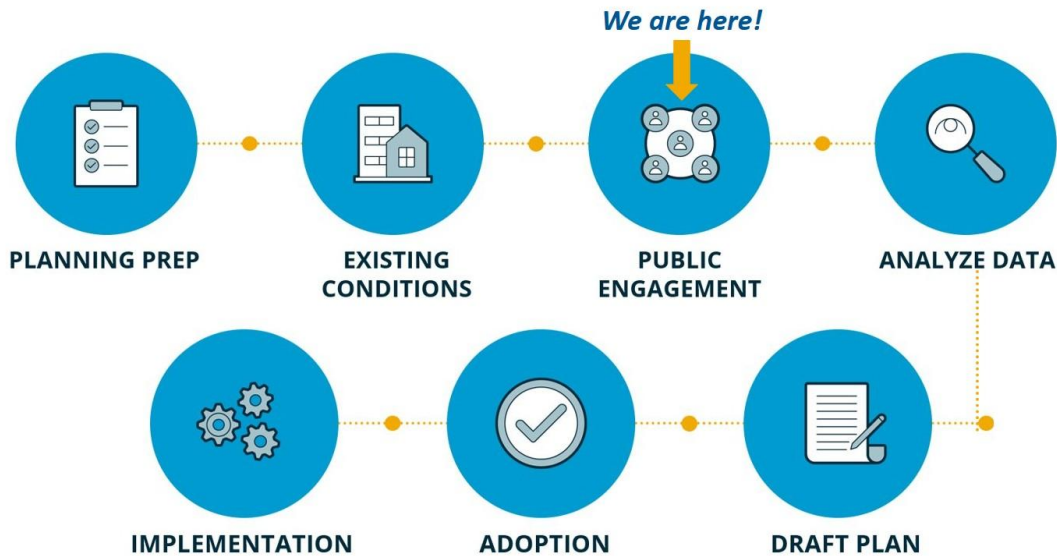 We are here!
PLANNING PREP
EXISTING
CONDITIONS
PUBLIC
ENGAGEMENT
ANALYZE DATA
IMPLEMENTATION
ADOPTION
DRAFT PLAN